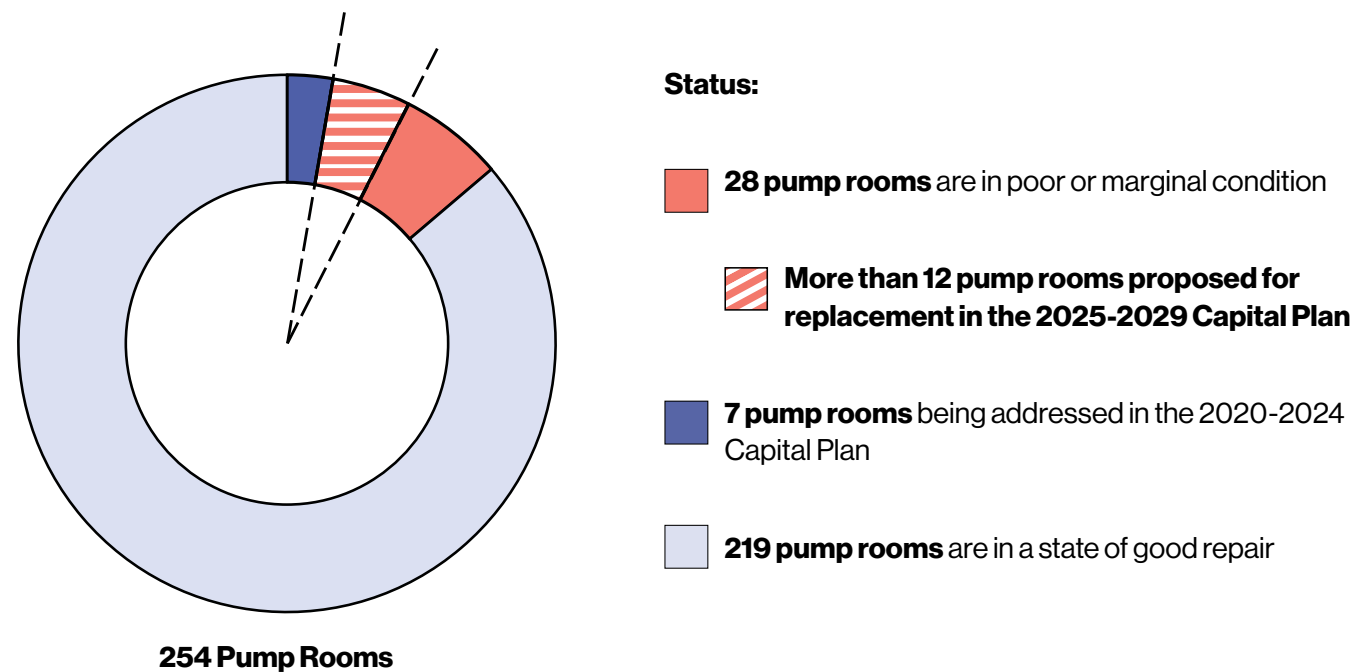 Status:
28 pump rooms are in poor or marginal condition
More than 12 pump rooms proposed for
replacement in the 2025-2029 Capital Plan
7 pump rooms being addressed in the 2020-2024
Capital Plan
219 pump rooms are in a state of good repair
254 Pump Rooms